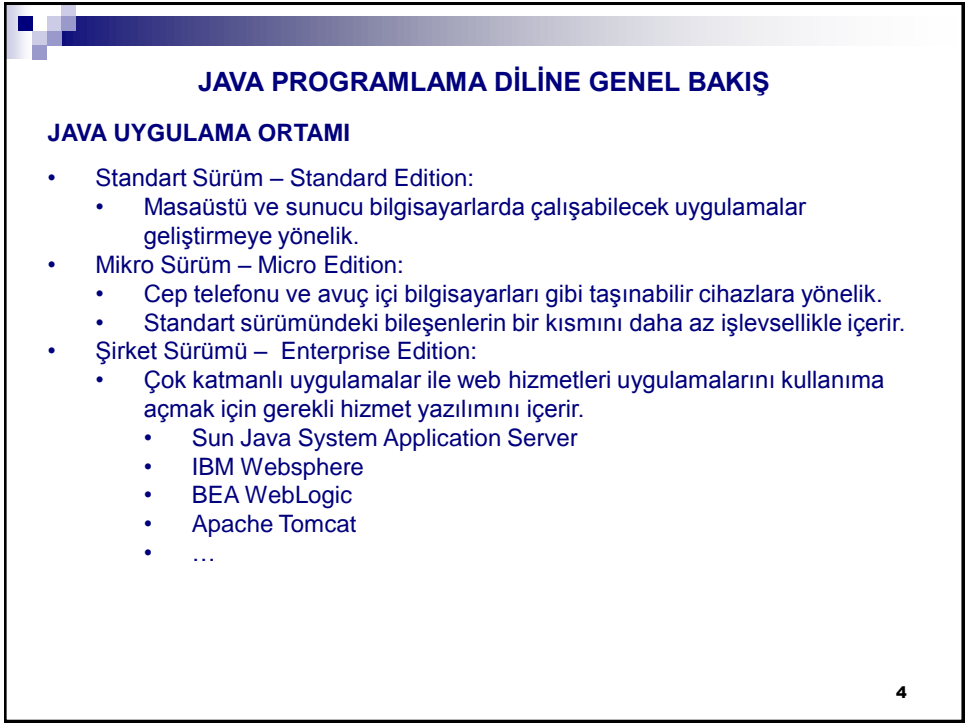 JAVA PROGRAMLAMA DİLİNE GENEL BAKIŞ
JAVA UYGULAMA ORTAMI
• Standart Sürüm – Standard Edition:
• Masaüstü ve sunucu bilgisayarlarda çalışabilecek uygulamalar
geliştirmeye yönelik.
• Mikro Sürüm – Micro Edition:
• Cep telefonu ve avuç içi bilgisayarları gibi taşınabilir cihazlara yönelik.
• Standart sürümündeki bileşenlerin bir kısmını daha az işlevsellikle içerir.
• Şirket Sürümü – Enterprise Edition:
• Çok katmanlı uygulamalar ile web hizmetleri uygulamalarını kullanıma
açmak için gerekli hizmet yazılımını içerir.
• Sun Java System Application Server
• IBM Websphere
• BEA WebLogic
• Apache Tomcat
• …
4